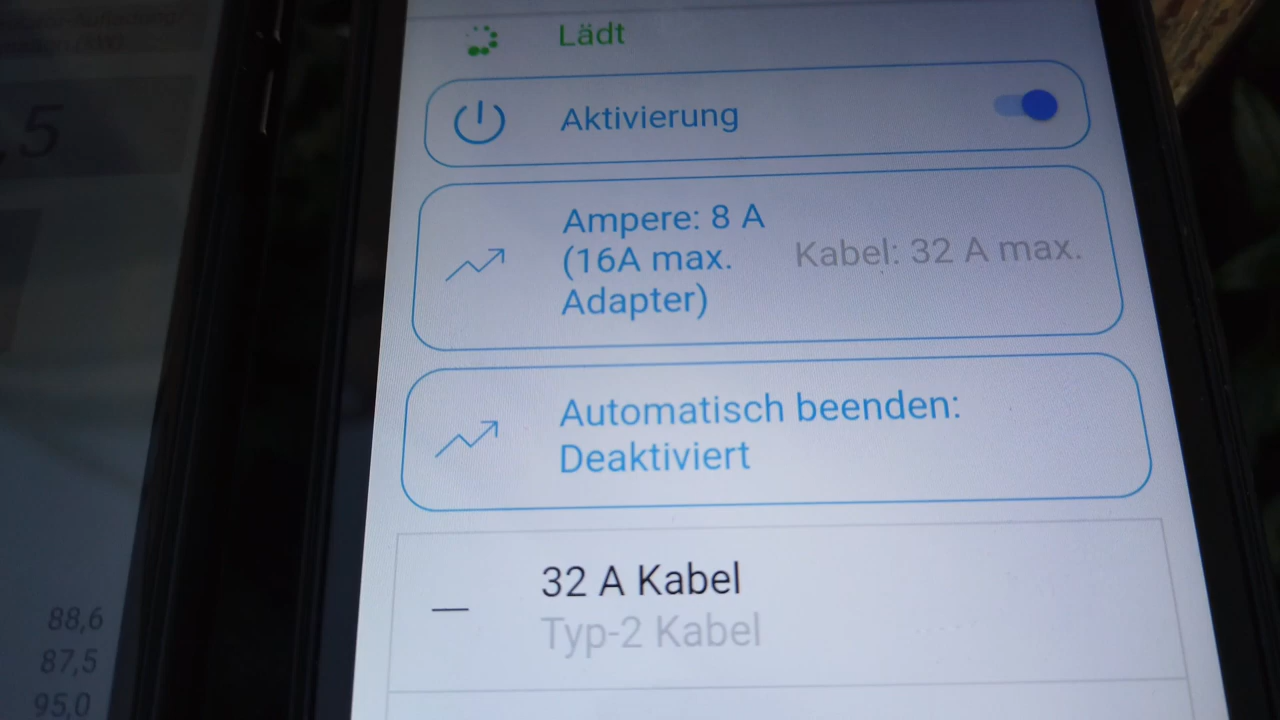 Lädt
Aktivierung
Ampere: 8 A
(16A max.
Adapter)
Kabel: 32 A max.
Automatisch beenden:
Deaktiviert
32 A Kabel
Typ-2 Kabel
,5
88,6
87,5
95,0